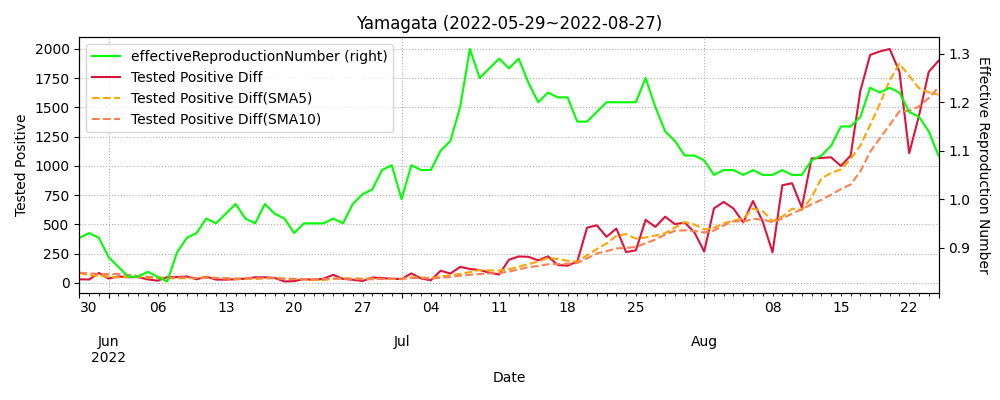 Yamagata (2022-05-29~2022-08-27)
effectiveReproductionNumber (right)
Tested Positive Diff
Tested Positive Diff(SMA5)
Tested Positive Diff(SMA10)
Tested Positive
2000
1750
1500
1250
1000
750
500
250
0
1.3
1.2
1.1
1.0
0.9
Effective Reproduction Number
30 06 13 20 27 04 11 18 25 08 15 22
Jun Jul Aug
2022
Date